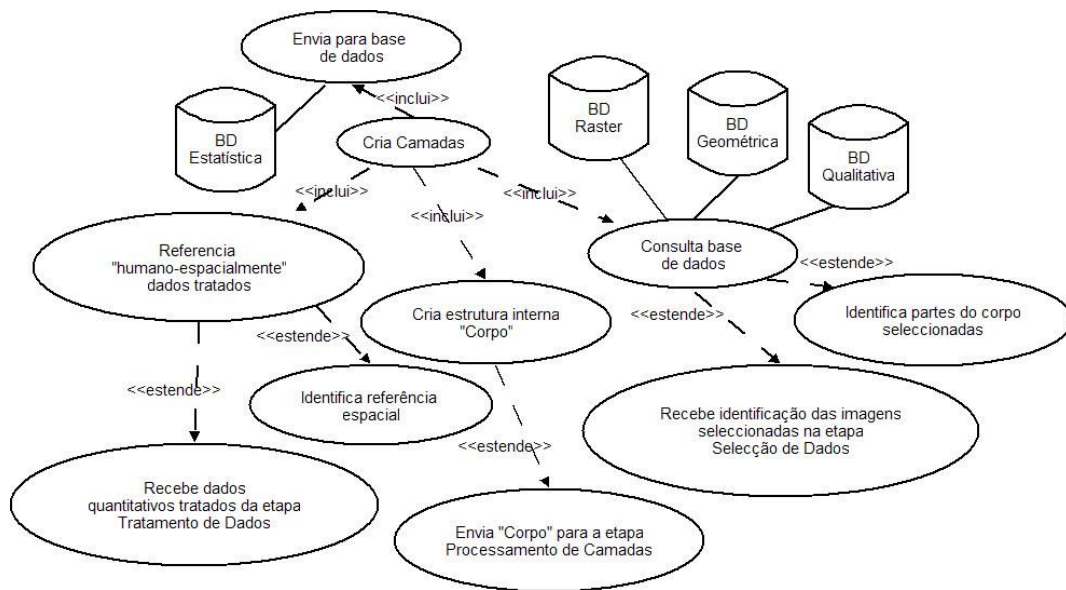 Envia para base
de dados
<<inclui>>
BD
Estatística
Cria Camadas
BD
Raster
BD
Geométrica
BD
Qualitativa
<<inclui>>
<<inclui>>
<<inclui>>
Referencia
"humano-espacialmente"
dados tratados
Consulta base
de dados
<<estende>>
Cria estrutura interna
"Corpo"
Identifica partes do corpo
seleccionadas
<<estende>>
<<estende>>
<<estende>>
Identifica referência
espacial
Recebe identificação das imagens
seleccionadas na etapa
Selecção de Dados
<<estende>>
Recebe dados
quantitativos tratados da etapa
Tratamento de Dados
Envia "Corpo" para a etapa
Processamento de Camadas